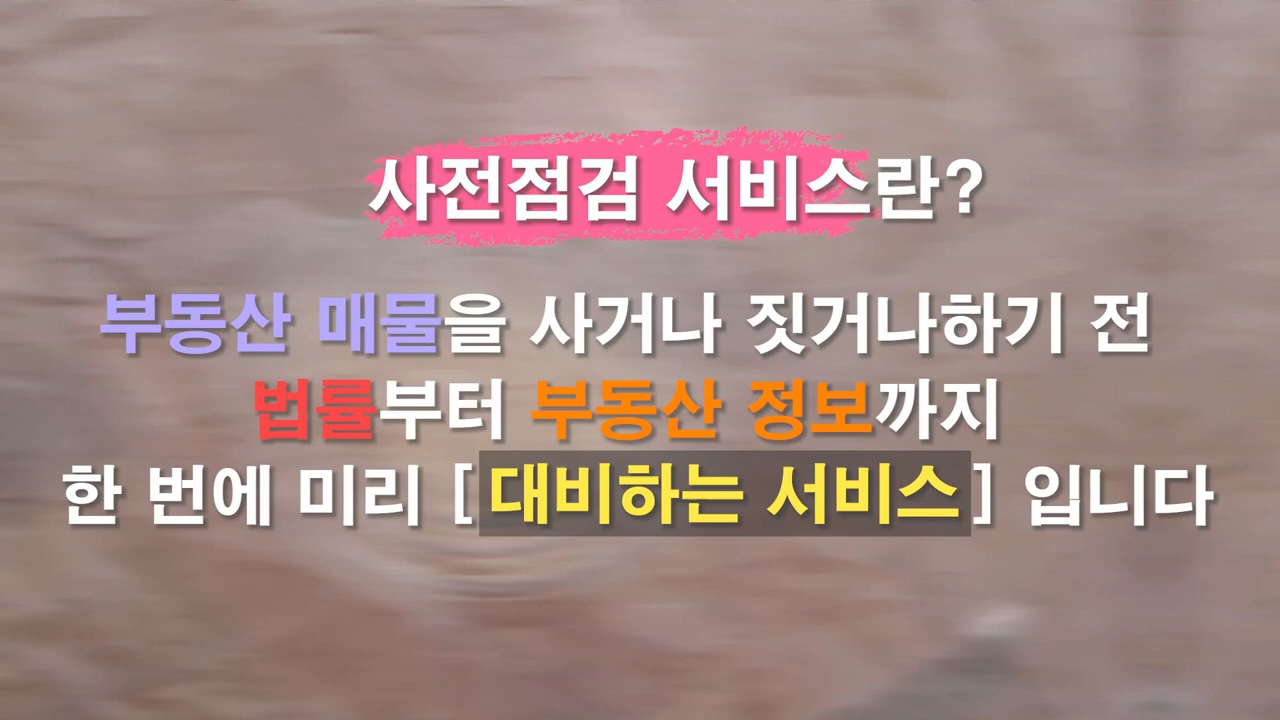 사전점검 서비스란?
부동산 매물을 사거나 짓거나하기 전
법률부터 부동산 정보까지
한 번에 미리 [대비하는 서비스] 입니다